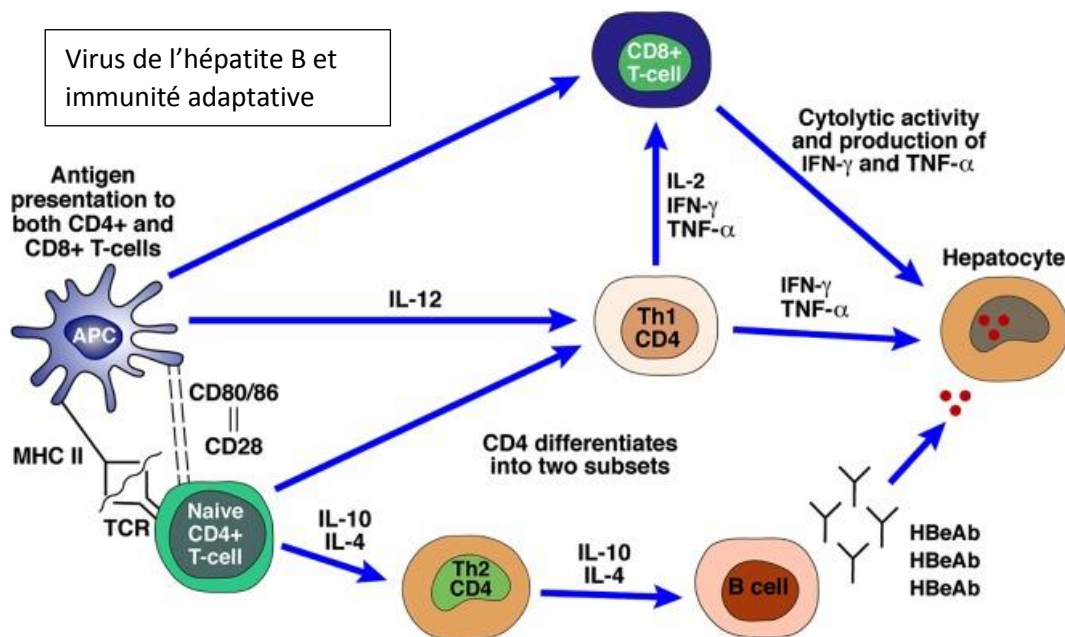 Virus de l’hépatite B et
immunité adaptative
CD8+
T-cell
Cytolytic activity
and production of
IFN-γ and TNF-α
Antigen
presentation to
both CD4+ and
CD8+ T-cells
IL-2
IFN-γ
TNF-α
Hepatocyte
APC
IL-12
Th1
CD4
IFN-γ
TNF-α
CD80/86
CD28
MHC II
TCR
CD4 differentiates
into two subsets
Naive
CD4+
T-cell
IL-10
IL-4
Th2
CD4
IL-10
IL-4
B cell
HBeAb
HBeAb
HBeAb